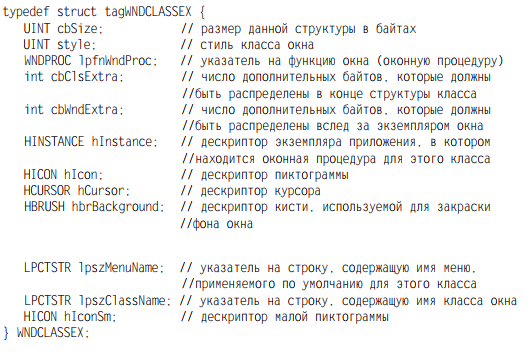 typedef struct tagWNDCLASSEX {
UINT cbSize; // размер данной структуры в байтах
UINT style; // стиль класса окна
WNDPROC lpfnWndProc; // указатель на функцию окна (оконную процедуру)
int cbClsExtra; // число дополнительных байтов, которые должны
//быть распределены в конце структуры класса
int cbWndExtra; // число дополнительных байтов, которые должны
//быть распределены вслед за экземпляром окна
HINSTANCE hInstance; // дескриптор экземпляра приложения, в котором
//находится оконная процедура для этого класса
HICON hIcon; // дескриптор пиктограммы
HCURSOR hCursor; // дескриптор курсора
HBRUSH hbrBackground; // дескриптор кисти, используемой для закраски
//фона окна
LPCTSTR lpszMenuName; // указатель на строку, содержащую имя меню,
//применяемого по умолчанию для этого класса
LPCTSTR lpszClassName; // указатель на строку, содержащую имя класса окна
HICON hIconSm; // дескриптор малой пиктограммы
} WNDCLASSEX;